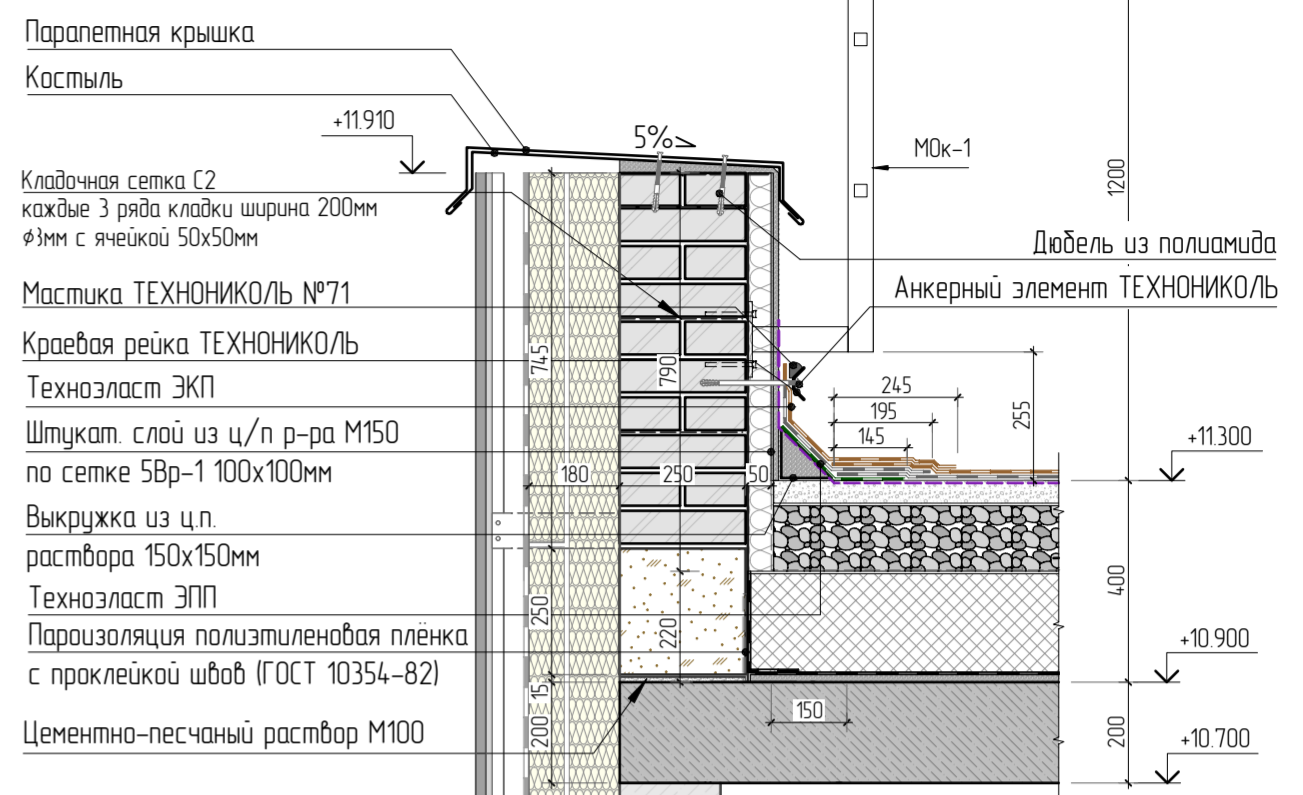 Парапетная крышка
Костыль
+11.910
5%
Кладочная сетка С2
каждые 3 ряда кладки ширина 200мм
ϕ3мм с ячейкой 50х50мм
Мастика ТЕХНОНИКОЛЬ №71
Краевая рейка ТЕХНОНИКОЛЬ
Техноэласт ЭКП
Штукат. слой из ц/п р-ра М150
по сетке 5Вр-1 100х100мм
Выкружка из ц.п.
раствора 150х150мм
Техноэласт ЭПП
Пароизоляция полиэтиленовая плёнка
с проклейкой швов (ГОСТ 10354-82)
Цементно-песчаный раствор М100
МОк-1
1200
Дюбель из полиамида
Анкерный элемент ТЕХНОНИКОЛЬ
745
790
245
195
145
255
+11.300
180
250
50
250
220
400
+10.900
15
200
150
200
+10.700